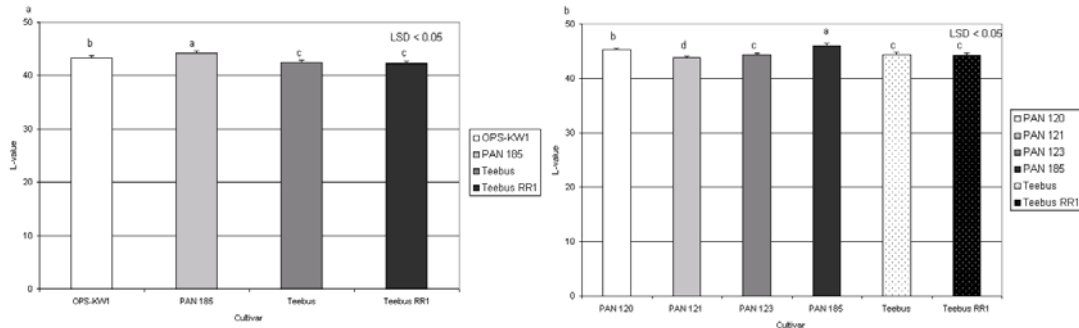 a
50
LSD < 0.05
b
a
c
c
40
30
L-value
20
10
0
OPS-KW1
PAN 185
Teebus
Teebus RR1
Cultivar
OPS-KW1
PAN 185
Teebus
Teebus RR1
b
50
LSD < 0.05
b
d
c
a
c
c
40
30
L-value
20
10
0
PAN 120
PAN 121
PAN 123
PAN 185
Teebus
Teebus RR1
Cultivar
PAN 120
PAN 121
PAN 123
PAN 185
Teebus
Teebus RR1